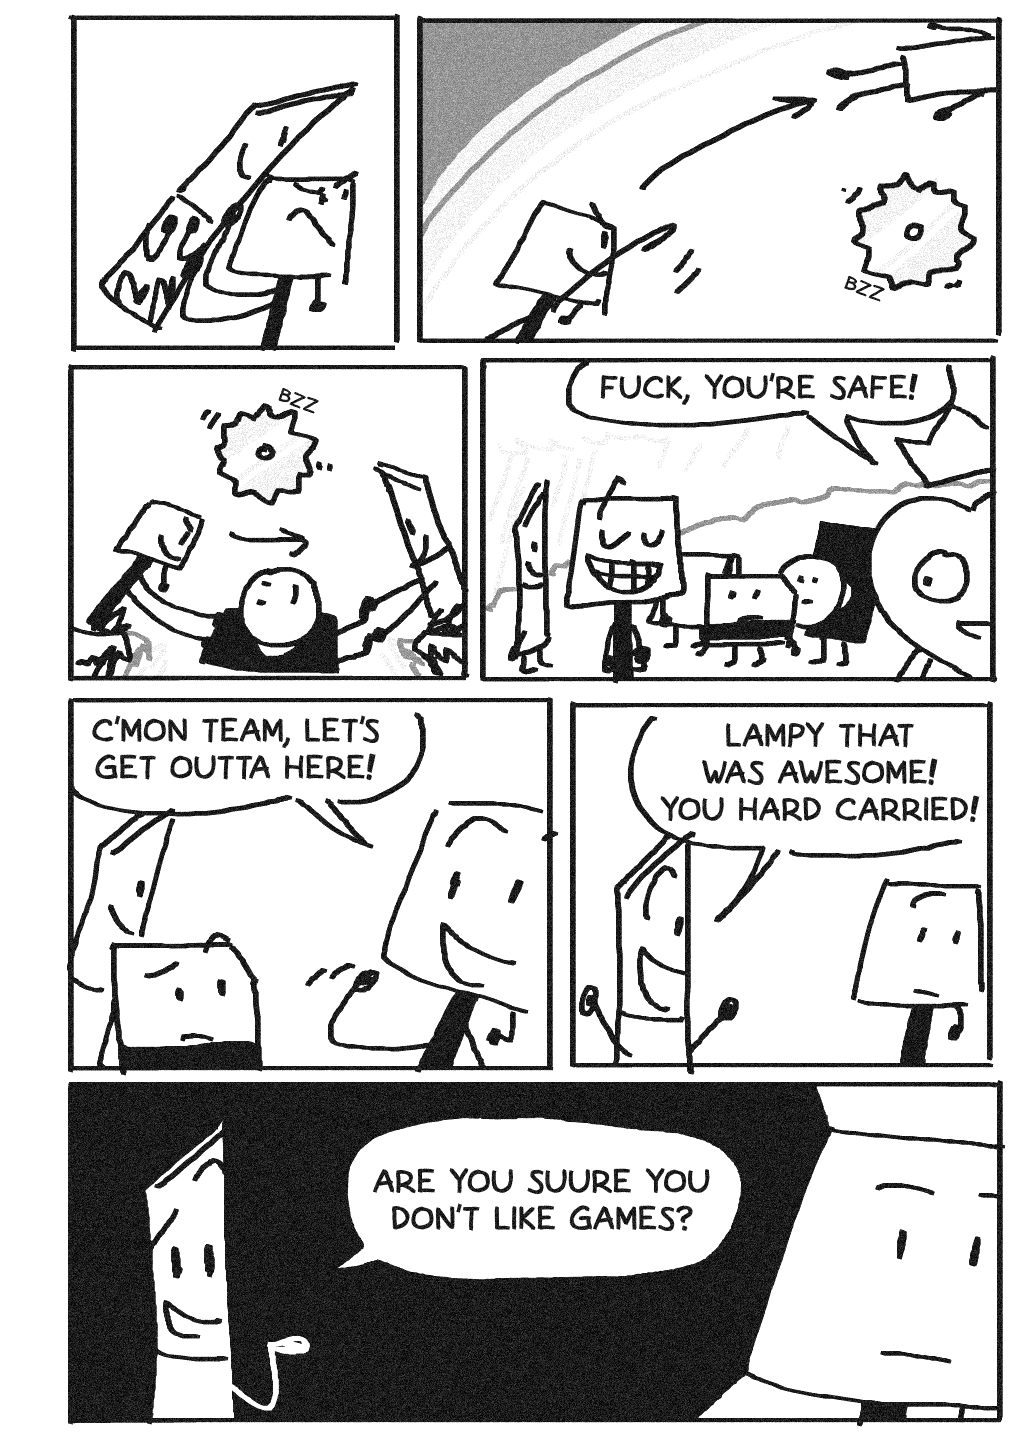 BZZ
BZZ
FUCK, YOU'RE SAFE!
C'MON TEAM, LET'S
GET OUTTA HERE!
LAMPY THAT
WAS AWESOME!
YOU HARD CARRIED!
ARE YOU SUURE YOU
DON'T LIKE GAMES?